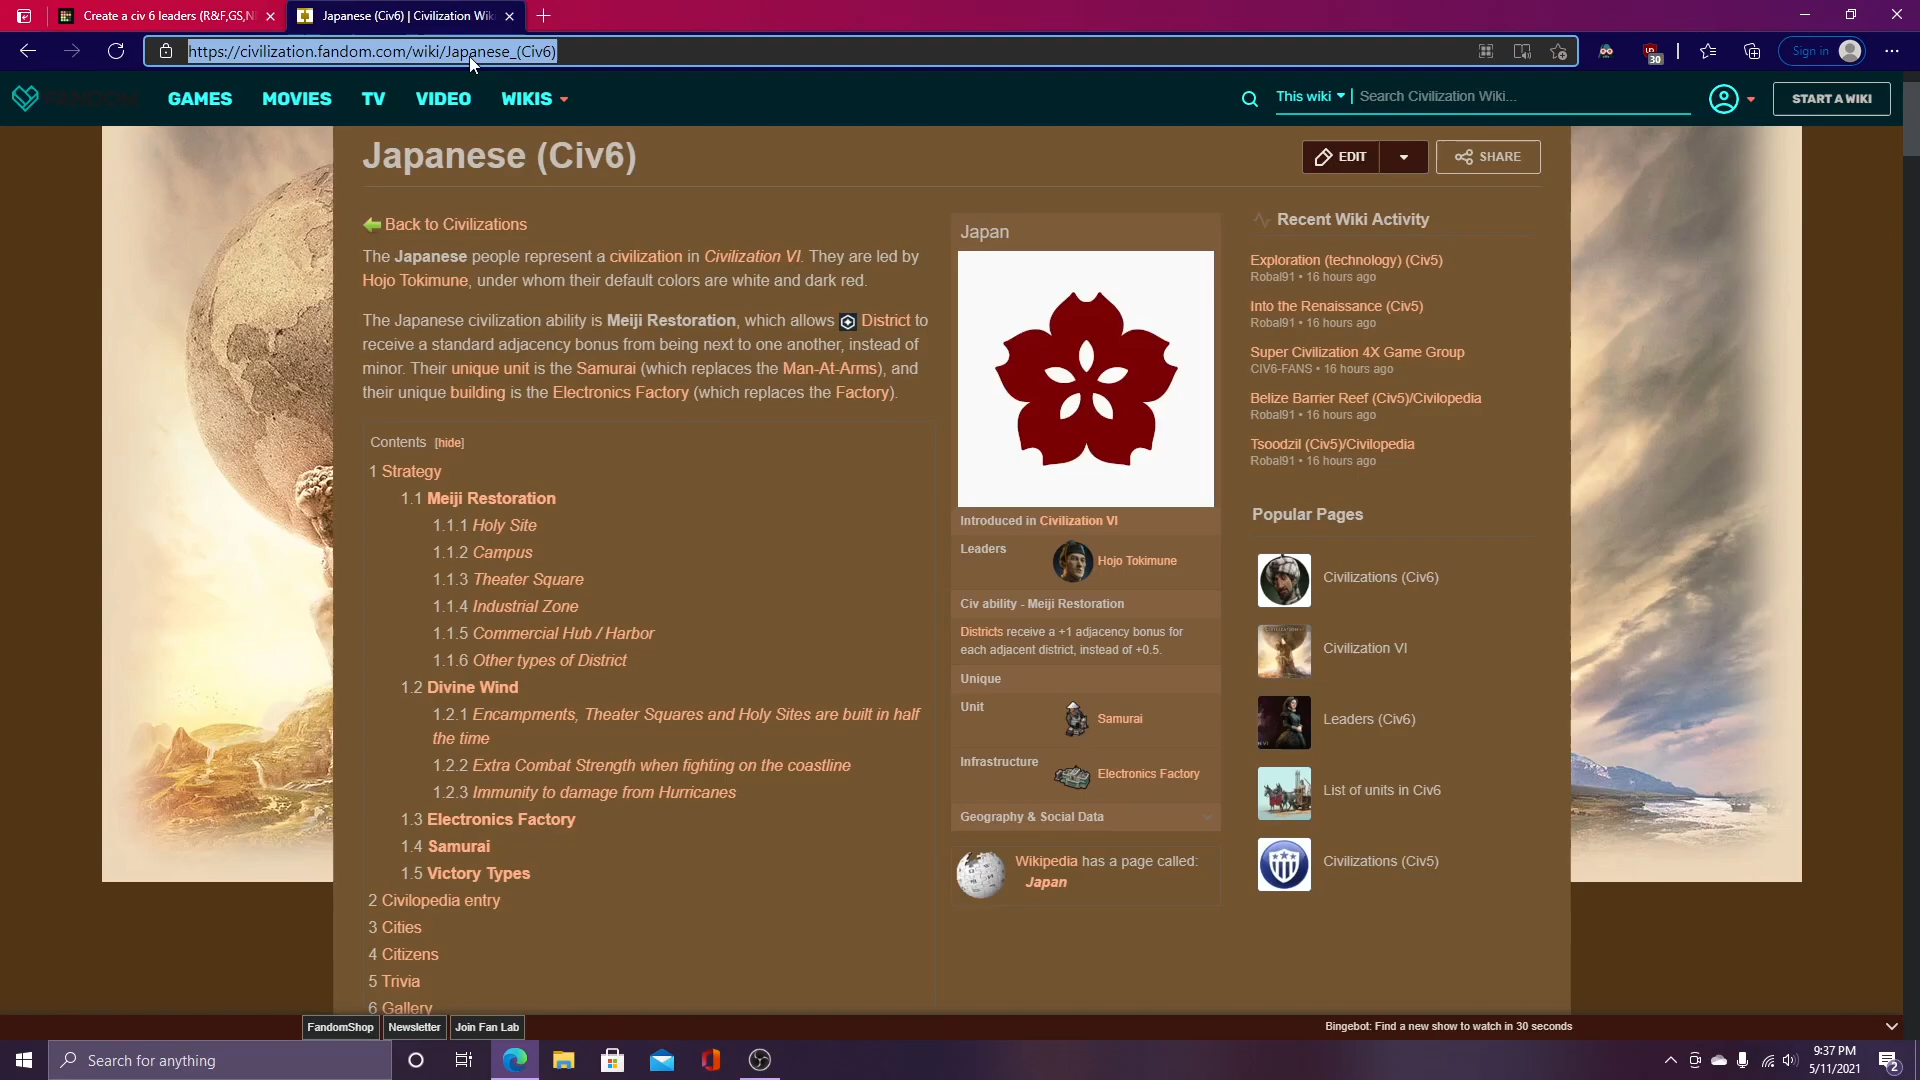 Create a civ 6 leaders (R&F,GS,N
Japanese (Civ6) | Civilization Wik
https://civilization.fandom.com/wiki/Japanese_(Civ6)
30
Sign in
GAMES MOVIES TV VIDEO WIKIS
This wiki
Search Civilization Wiki...
START A WIKI
Japanese (Civ6)
EDIT
SHARE
Back to Civilizations
The Japanese people represent a civilization in Civilization VI. They are led by
Hojo Tokimune, under whom their default colors are white and dark red.
The Japanese civilization ability is Meiji Restoration, which allows District to
receive a standard adjacency bonus from being next to one another, instead of
minor. Their unique unit is the Samurai (which replaces the Man-At-Arms), and
their unique building is the Electronics Factory (which replaces the Factory).
Contents [hide]
1 Strategy
1.1 Meiji Restoration
1.1.1 Holy Site
1.1.2 Campus
1.1.3 Theater Square
1.1.4 Industrial Zone
1.1.5 Commercial Hub / Harbor
1.1.6 Other types of District
1.2 Divine Wind
1.2.1 Encampments, Theater Squares and Holy Sites are built in half
the time
1.2.2 Extra Combat Strength when fighting on the coastline
1.2.3 Immunity to damage from Hurricanes
1.3 Electronics Factory
1.4 Samurai
1.5 Victory Types
2 Civilopedia entry
3 Cities
4 Citizens
5 Trivia
6 Gallery
Japan
Introduced in Civilization VI
Leaders
Hojo Tokimune
Civ ability - Meiji Restoration
Districts receive a +1 adjacency bonus for
each adjacent district, instead of +0.5.
Unique
Unit
Samurai
Infrastructure
Electronics Factory
Geography & Social Data
Wikipedia has a page called:
Japan
Recent Wiki Activity
Exploration (technology) (Civ5)
Robal91 • 16 hours ago
Into the Renaissance (Civ5)
Robal91 • 16 hours ago
Super Civilization 4X Game Group
CIV6-FANS • 16 hours ago
Belize Barrier Reef (Civ5)/Civilopedia
Robal91 • 16 hours ago
Tsoodzil (Civ5)/Civilopedia
Robal91 • 16 hours ago
Popular Pages
Civilizations (Civ6)
Civilization VI
Leaders (Civ6)
List of units in Civ6
Civilizations (Civ5)
FandomShop
Newsletter
Join Fan Lab
Bingebot: Find a new show to watch in 30 seconds
Search for anything
9:37 PM
5/11/2021
2